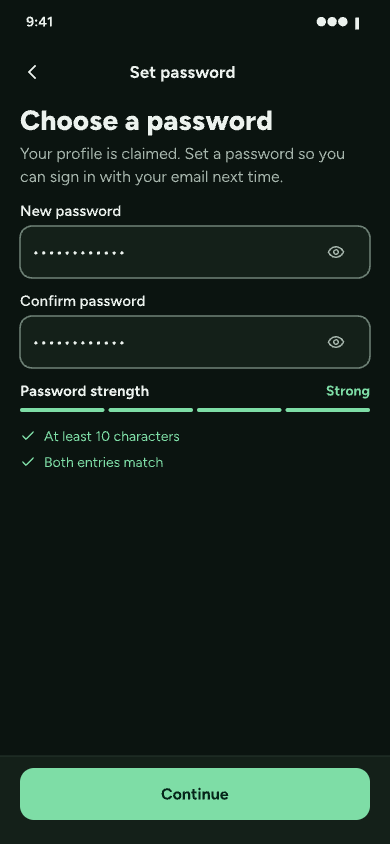 9:41
Set password
Choose a password
Your profile is claimed. Set a password so you
can sign in with your email next time.
New password
••••••••••••
Confirm password
••••••••••••
Password strength
Strong
At least 10 characters
Both entries match
Continue